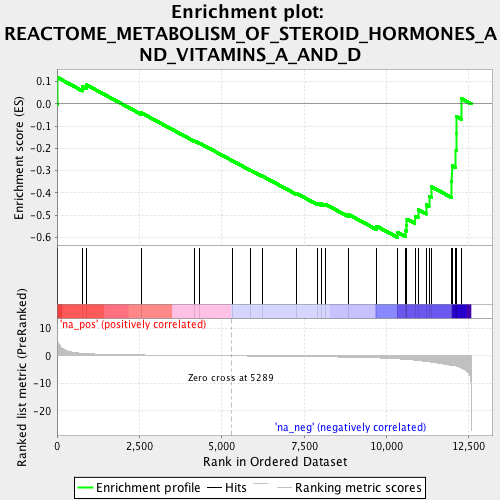 Enrichment plot:
REACTOME_METABOLISM_OF_STEROID_HORMONES_A
ND_VITAMINS_A_AND_D
Enrichment score (ES)
0.1
0.0
-0.1
-0.2
-0.3
-0.4
-0.5
-0.6
'na_pos' (positively correlated)
Ranked list metric (PreRanked)
10
5
0
-5
-10
-20
Zero cross at 5289
'na_neg' (negatively correlated)
0
2,500
5,000
7,500
10,000
12,500
Rank in Ordered Dataset
Enrichment profile
Hits
Ranking metric scores